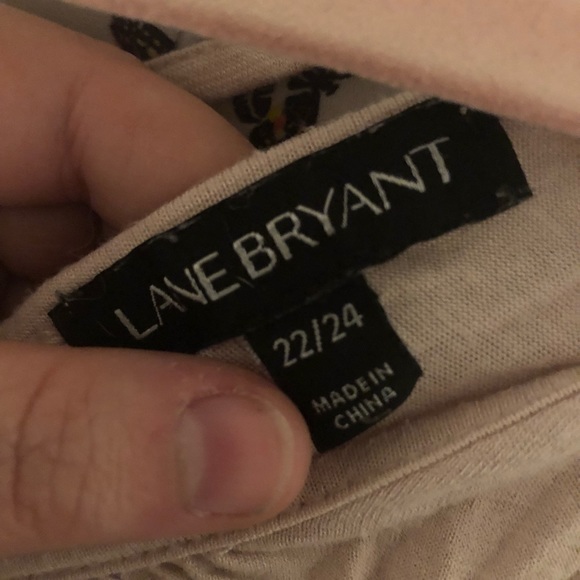 LANE BRYANT
22/24
MADE IN
CHINA